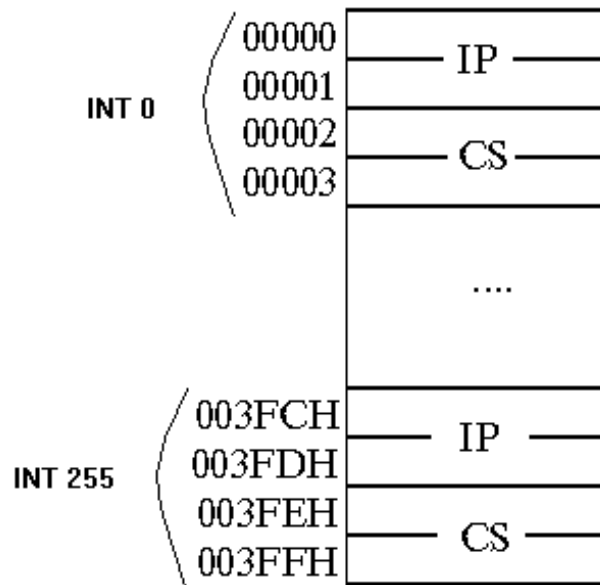 00000
IP
00001
INT 0
00002
CS
00003
....
003FCH
IP
003FDH
INT 255
003FEH
CS
003FFH